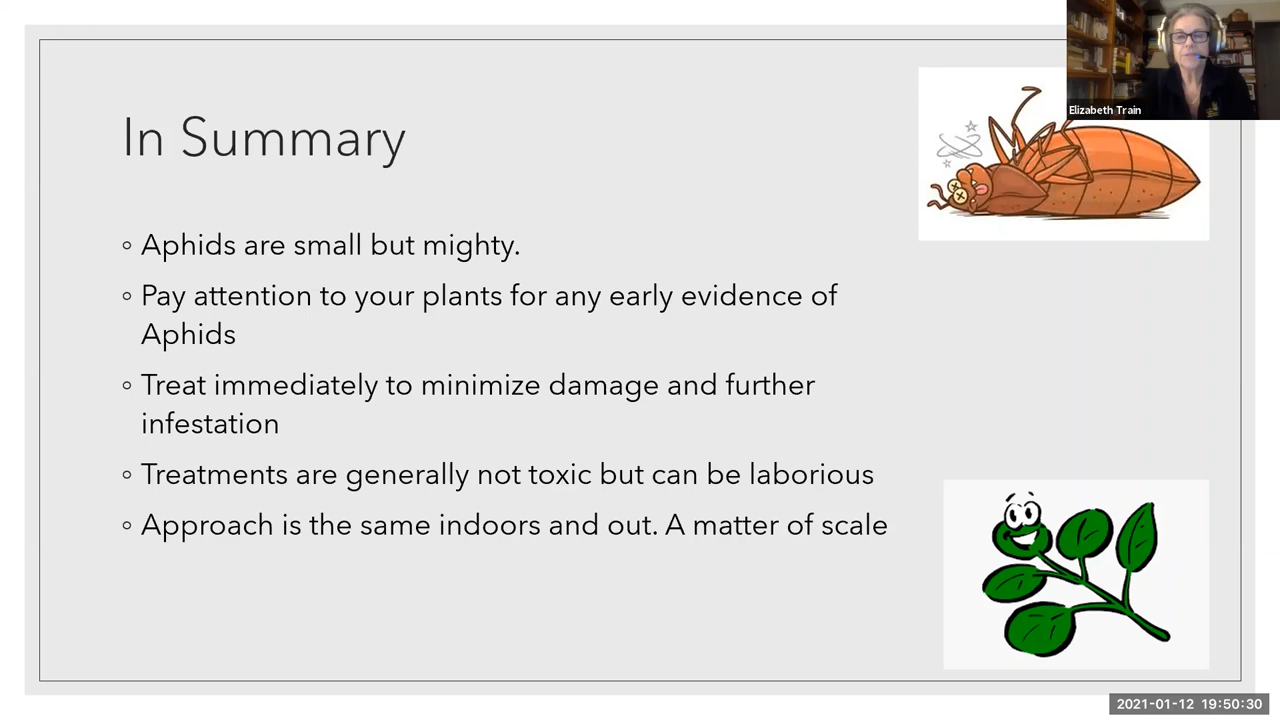 Elizabeth Train
In Summary
◦ Aphids are small but mighty.
◦ Pay attention to your plants for any early evidence of
Aphids
◦ Treat immediately to minimize damage and further
infestation
◦ Treatments are generally not toxic but can be laborious
◦ Approach is the same indoors and out. A matter of scale
2021-01-12 19:50:30